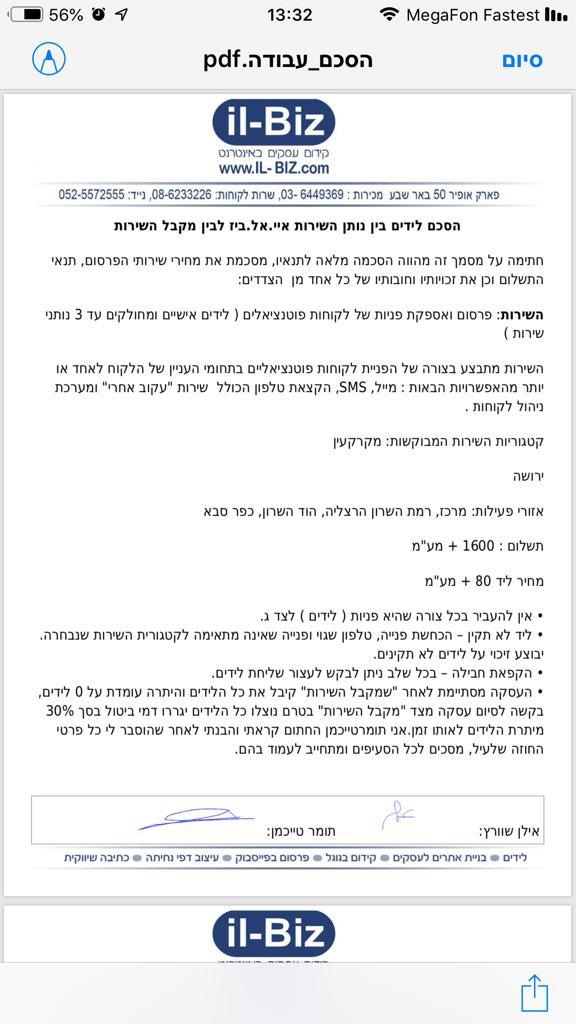 56% 13:32 MegaFon Fastest
סיום הסכם_עבודה.pdf
il-Biz
קידום עסקים באינטרנט
www.IL-BIZ.com
פארק אופיר 50 באר שבע מכירות : 6449369 -03, שרות לקוחות: 08-6233226, נייד: 052-5572555
הסכם לידים בין נותן השירות איי.אל.ביז לבין מקבל השירות
חתימה על מסמך זה מהווה הסכמה מלאה לתנאיו, מסכמת את מחירי שירותי הפרסום, תנאי
התשלום וכן את זכויותיו וחובותיו של כל אחד מן הצדדים:
השירות: פרסום ואספקת פניות של לקוחות פוטנציאלים ( לידים אישיים ומחולקים עד 3 נותני
שירות )
השירות מתבצע בצורה של הפניית לקוחות פוטנציאליים בתחומי העניין של הלקוח לאחד או
יותר מהאפשרויות הבאות : מייל, SMS, הקצאת טלפון הכולל שירות "עקוב אחרי" ומערכת
ניהול לקוחות .
קטגוריות השירות המבוקשות: מקרקעין
ירושה
אזורי פעילות: מרכז, רמת השרון הרצליה, הוד השרון, כפר סבא
תשלום : 1600 + מע"מ
מחיר ליד 80 + מע"מ
• אין להעביר בכל צורה שהיא פניות ( לידים ) לצד ג.
• ליד לא תקין – הכחשת פנייה, טלפון שגוי ופנייה שאינה מתאימה לקטגורית השירות שנבחרה.
יבוצע זיכוי על לידים לא תקינים.
• הקפאת חבילה – בכל שלב ניתן לבקש לעצור שליחת לידים.
• העסקה מסתיימת לאחר "שמקבל השירות" קיבל את כל הלידים והיתרה עומדת על 0 לידים,
בקשה לסיום עסקה מצד "מקבל השירות" בטרם נוצלו כל הלידים יגררו דמי ביטול בסך 30%
מיתרת הלידים לאותו זמן.אני תומרטייכמן החתום קראתי והבנתי לאחר שהוסבר לי כל פרטי
החוזה שלעיל, מסכים לכל הסעיפים ומתחייב לעמוד בהם.
אילן שוורץ: תומר טייכמן:
לידים בניית אתרים לעסקים קידום בגוגל פרסום בפייסבוק עיצוב דפי נחיתה כתיבה שיווקית
il-Biz